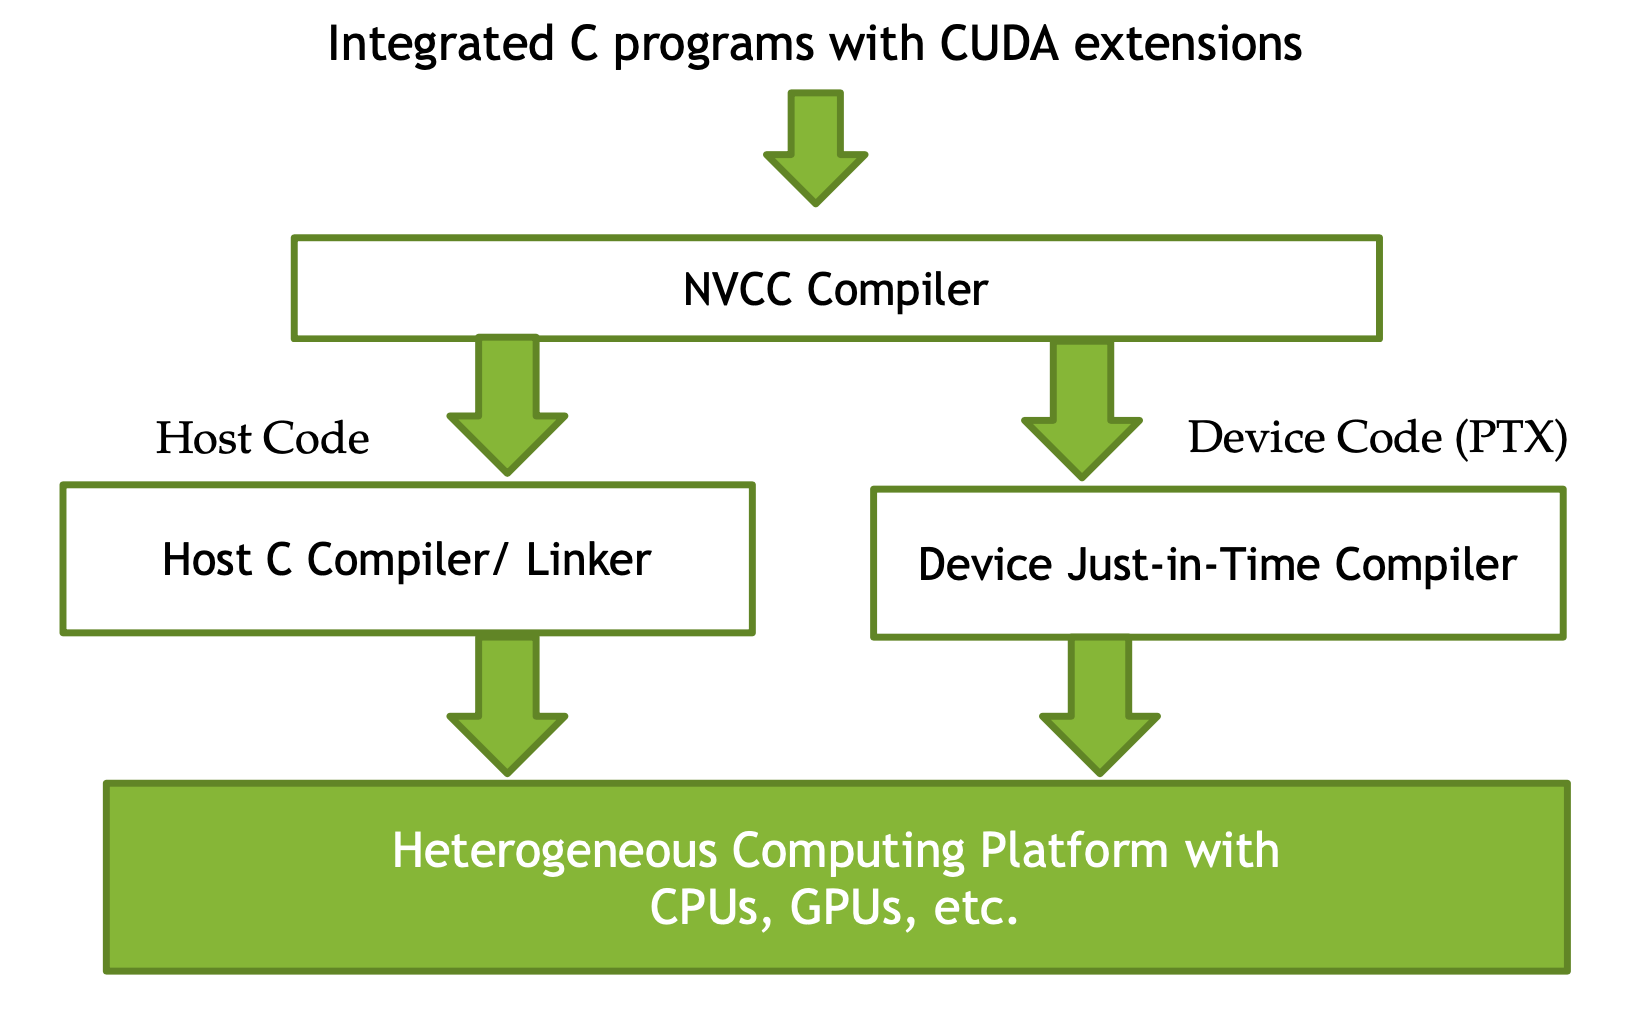 Integrated C programs with CUDA extensions
NVCC Compiler
Host Code
Device Code (PTX)
Host C Compiler/ Linker
Device Just-in-Time Compiler
Heterogeneous Computing Platform with
CPUs, GPUs, etc.